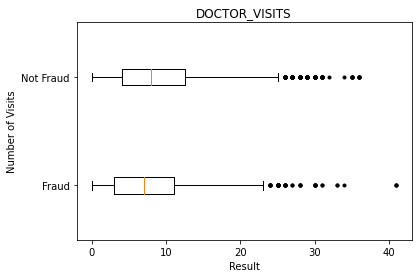 DOCTOR_VISITS
Number of Visits
Not Fraud
Fraud
0 10 20 30 40
Result